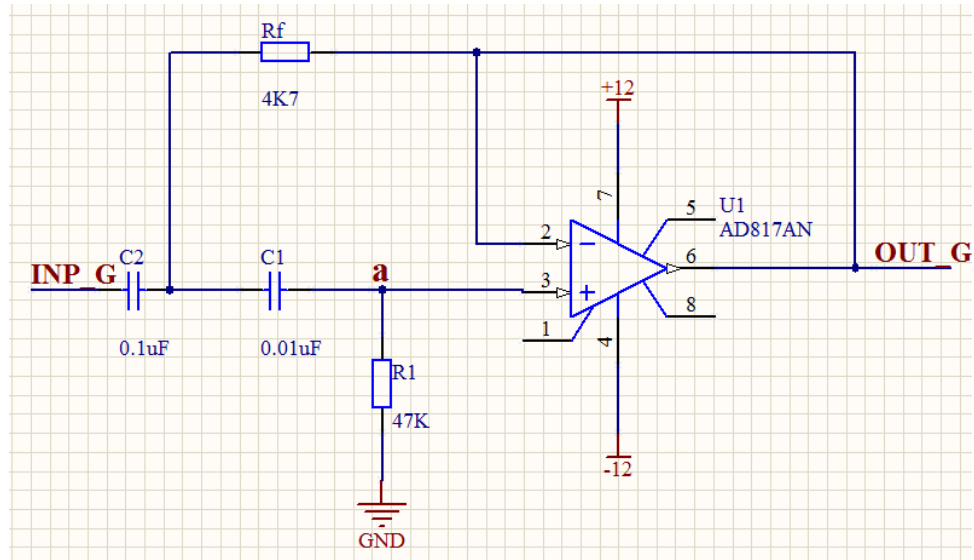 Rf
4K7
+12
7
U1
AD817AN
5
2
6
OUT_G
INP_G
C2
C1
a
3
8
0.1uF
0.01uF
1
4
R1
47K
-12
GND